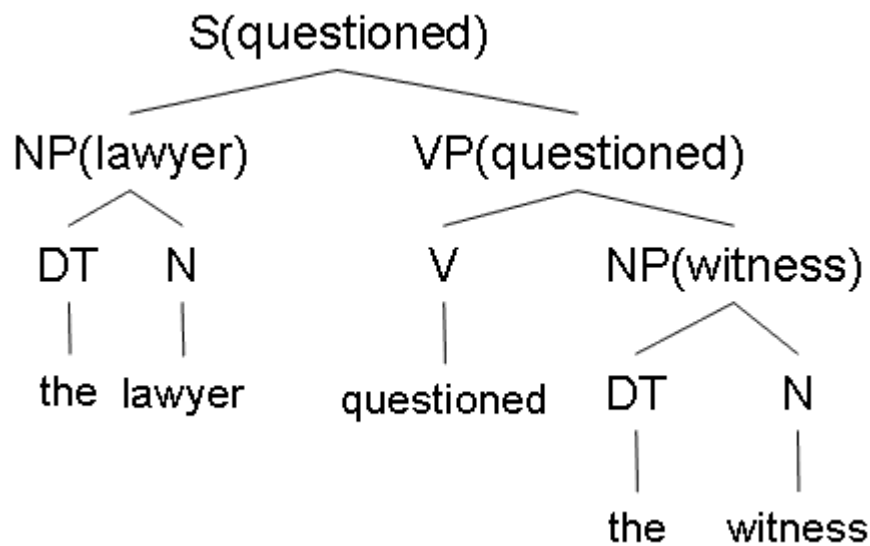 S(questioned)
NP(lawyer) VP(questioned)
DT N V NP(witness)
the lawyer questioned DT N
the witness